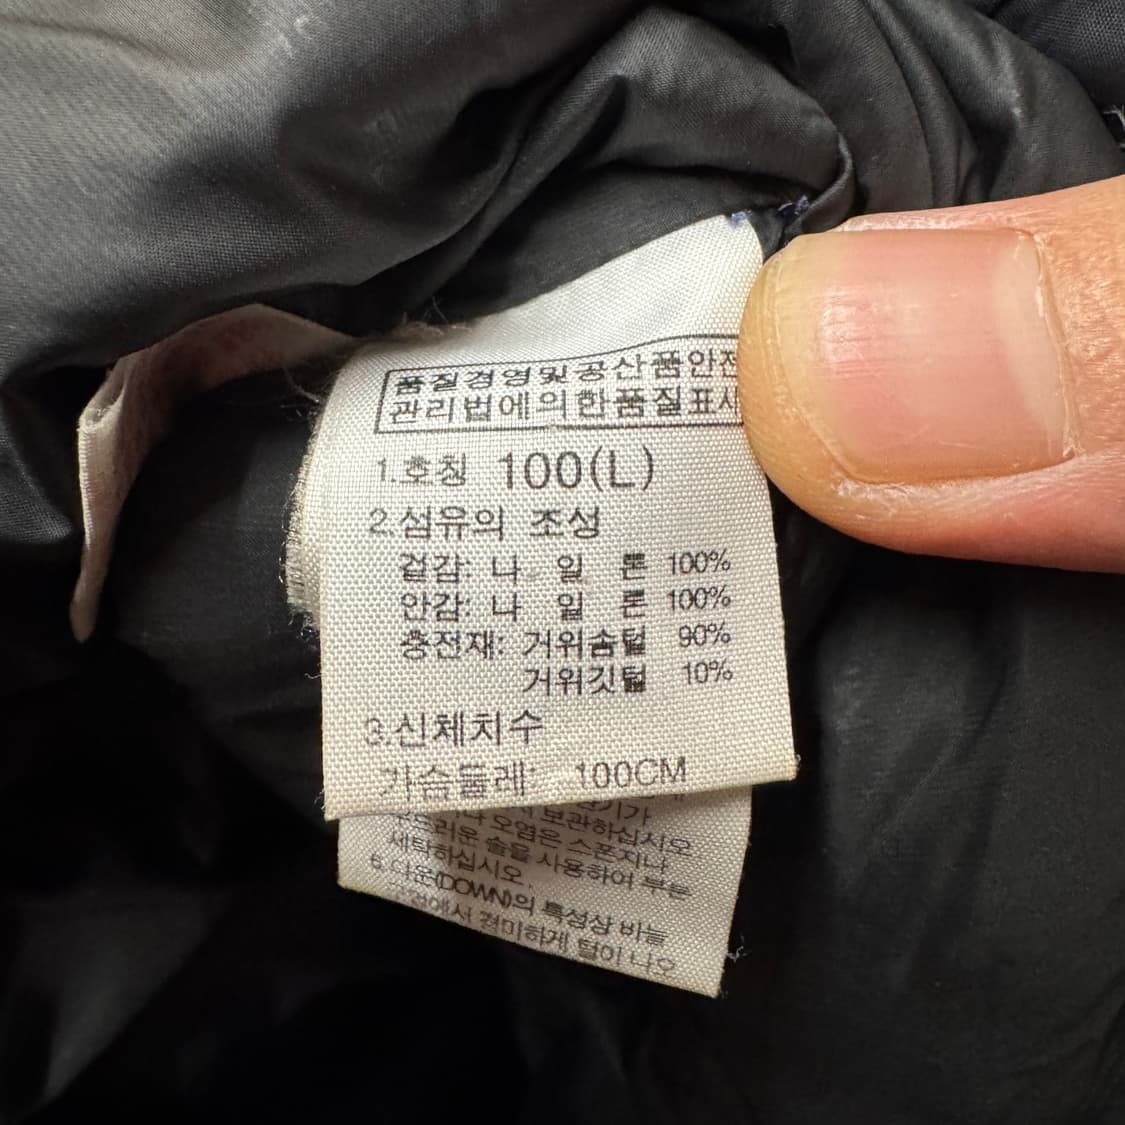 품질경영및공산품안전
관리법에의한품질표시
1.호칭 100(L)
2.섬유의 조성
겉감: 나 일 론 100%
안감: 나 일 론 100%
충전재: 거위솜털 90%
거위깃털 10%
3.신체치수
가슴둘레: 100CM
보관하십시오
오염은 스폰지나
부드러운 솔을 사용하여 부분
세탁하십시오.
6.다운(DOWN)의 특성상 바늘
경미하게 털이 나오